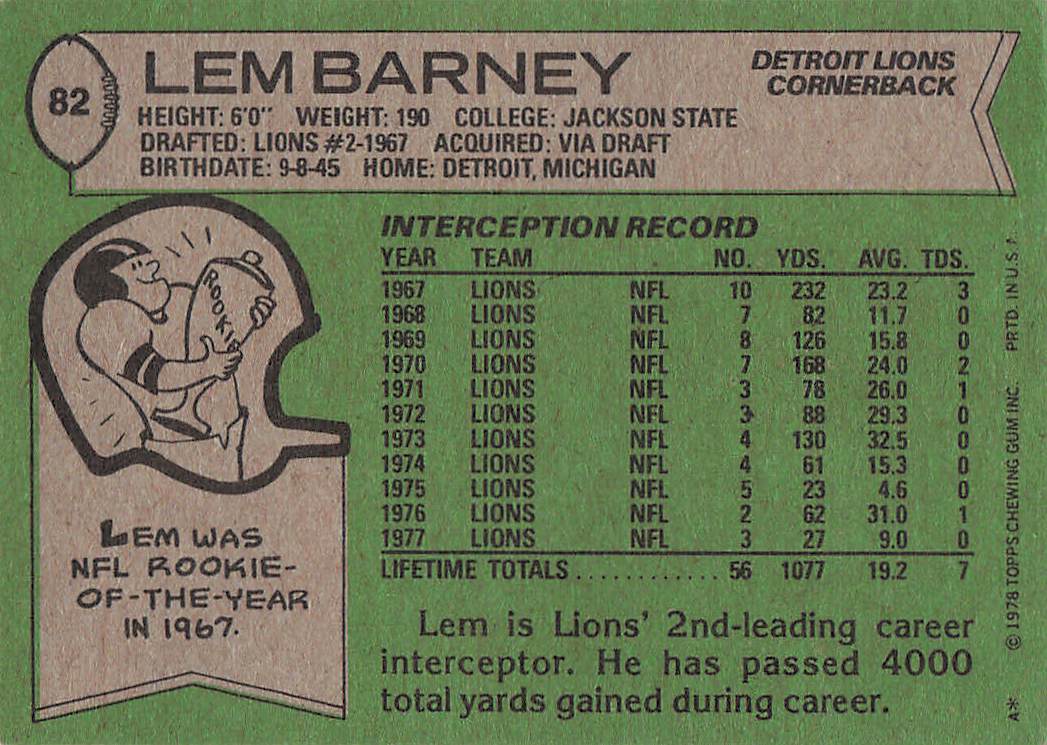 82
LEM BARNEY
DETROIT LIONS
CORNERBACK
HEIGHT: 6'0" WEIGHT: 190 COLLEGE: JACKSON STATE
DRAFTED: LIONS #2-1967 ACQUIRED: VIA DRAFT
BIRTHDATE: 9-8-45 HOME: DETROIT, MICHIGAN
ROOKIE
LEM WAS
NFL ROOKIE-
OF-THE-YEAR
IN 1967.
INTERCEPTION RECORD
YEAR TEAM NO. YDS. AVG. TDS.
1967 LIONS NFL 10 232 23.2 3
1968 LIONS NFL 7 82 11.7 0
1969 LIONS NFL 8 126 15.8 0
1970 LIONS NFL 7 168 24.0 2
1971 LIONS NFL 3 78 26.0 1
1972 LIONS NFL 3 88 29.3 0
1973 LIONS NFL 4 130 32.5 0
1974 LIONS NFL 4 61 15.3 0
1975 LIONS NFL 5 23 4.6 0
1976 LIONS NFL 2 62 31.0 1
1977 LIONS NFL 3 27 9.0 0
LIFETIME TOTALS............ 56 1077 19.2 7
Lem is Lions' 2nd-leading career
interceptor. He has passed 4000
total yards gained during career.
A* © 1978 TOPPS CHEWING GUM INC. PRTD. IN U.S.A.